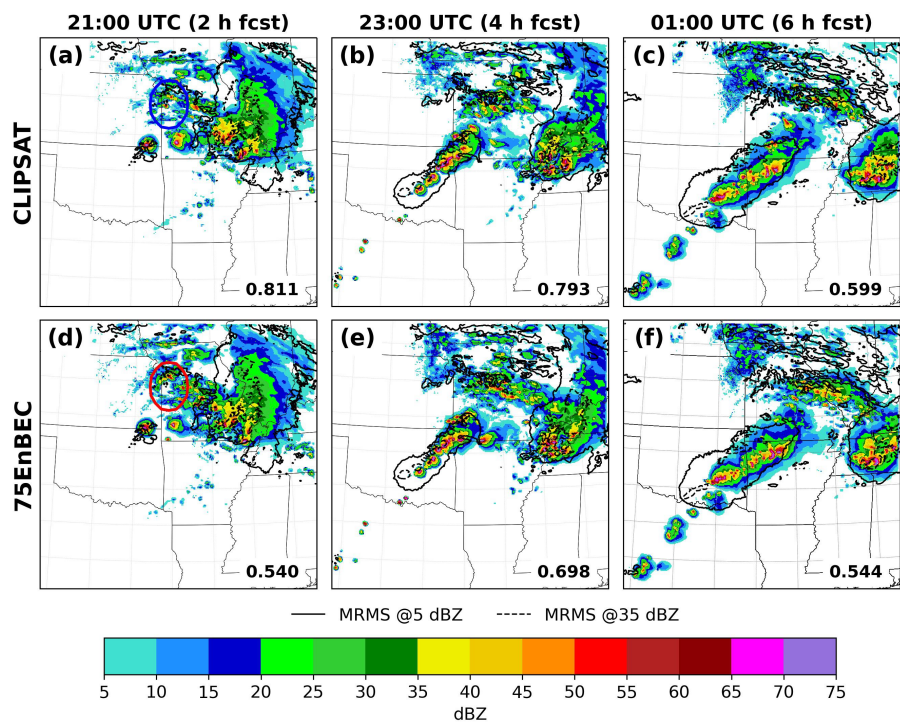 21:00 UTC (2 h fcst) 23:00 UTC (4 h fcst) 01:00 UTC (6 h fcst)
CLIPSAT
(a) (b) (c)
0.811 0.793 0.599
75EnBEC
(d) (e) (f)
0.540 0.698 0.544
MRMS @5 dBZ MRMS @35 dBZ
5 10 15 20 25 30 35 40 45 50 55 60 65 70 75
dBZ